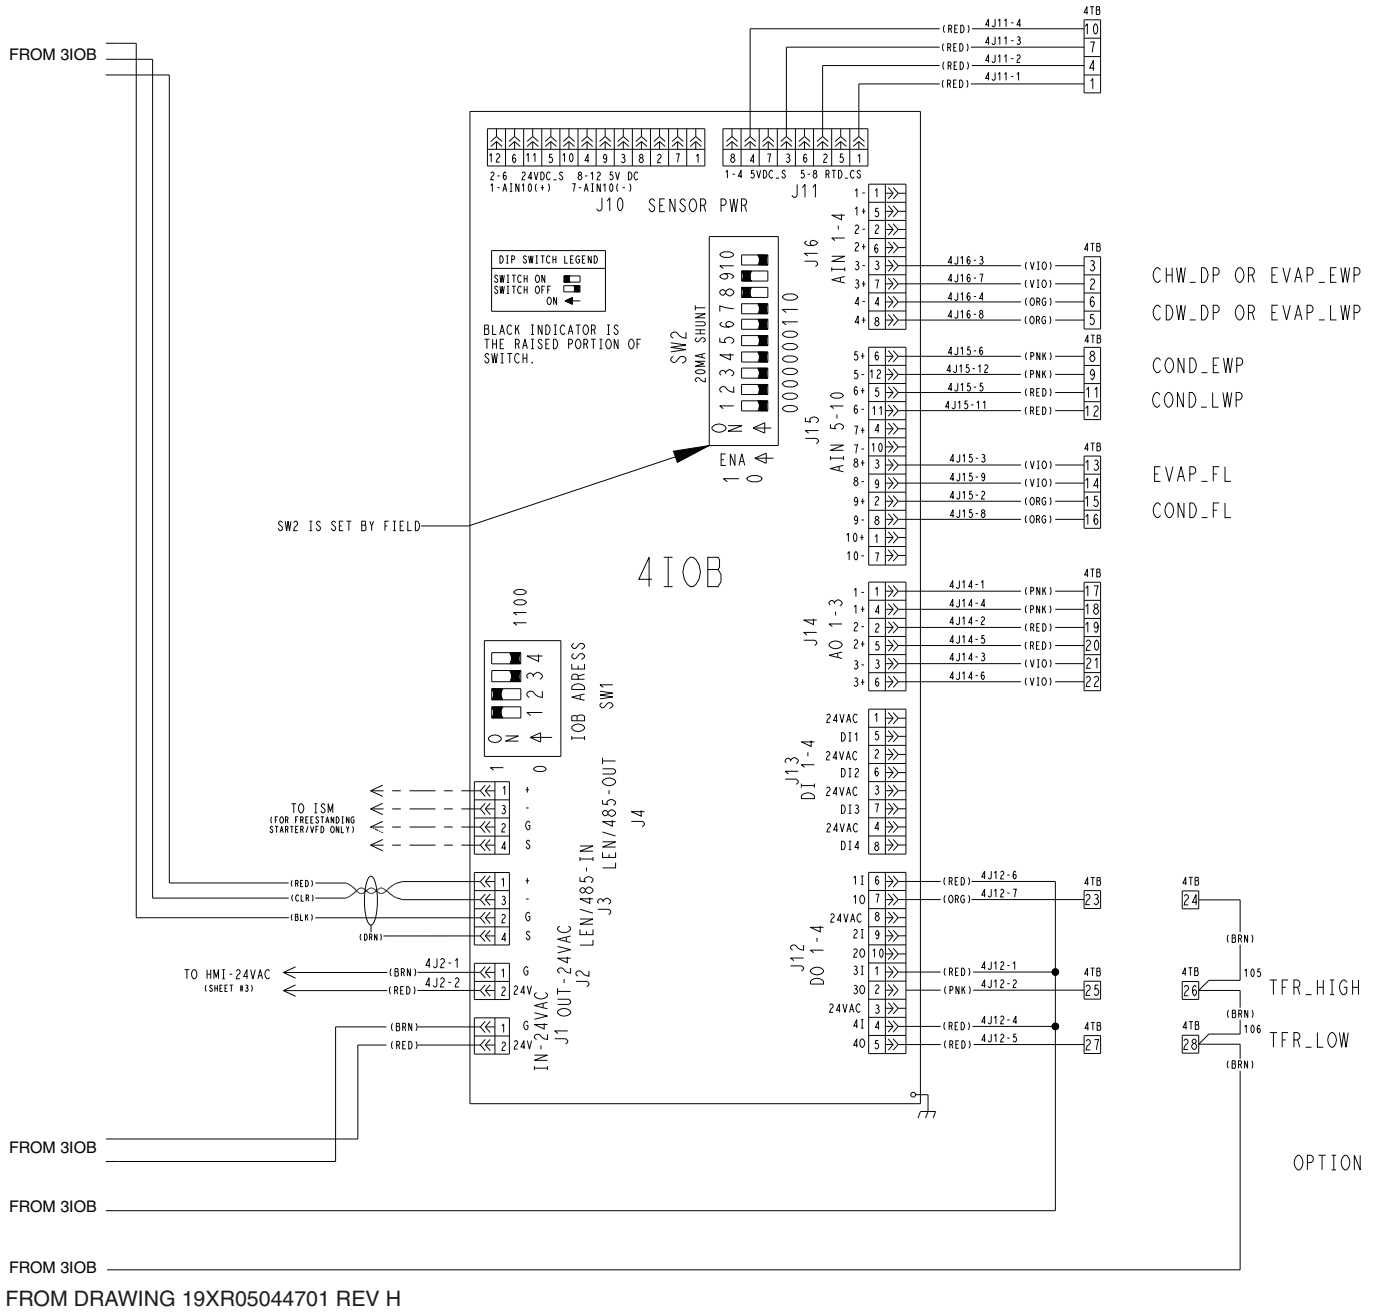 FROM 3IOB
4TB
(RED) 4J11-4 10
(RED) 4J11-3 7
(RED) 4J11-2 4
(RED) 4J11-1 1
12 6 11 5 10 4 9 3 8 2 7 1
2-6 24VDC_S 8-12 5V DC
1-AIN10(+) 7-AIN10(-)
J10 SENSOR PWR
8 4 7 3 6 2 5 1
1-4 5VDC_S 5-8 RTD_CS
J11
DIP SWITCH LEGEND
SWITCH ON
SWITCH OFF
ON
BLACK INDICATOR IS
THE RAISED PORTION OF
SWITCH.
SW2
20MA SHUNT
1 2 3 4 5 6 7 8 9 10
ON
0000000110
ENA
1 0
SW2 IS SET BY FIELD
J16
AIN 1-4
1- 1
1+ 5
2- 2
2+ 6
4TB
3- 3 4J16-3 (VIO) 3
3+ 7 4J16-7 (VIO) 2
CHW_DP OR EVAP_EWP
4- 4 4J16-4 (ORG) 6
4+ 8 4J16-8 (ORG) 5
CDW_DP OR EVAP_LWP
J15
AIN 5-10
4TB
5+ 6 4J15-6 (PNK) 8
5- 12 4J15-12 (PNK) 9
COND_EWP
6+ 5 4J15-5 (RED) 11
6- 11 4J15-11 (RED) 12
COND_LWP
7+ 4
7- 10
4TB
8+ 3 4J15-3 (VIO) 13
8- 9 4J15-9 (VIO) 14
EVAP_FL
9+ 2 4J15-2 (ORG) 15
9- 8 4J15-8 (ORG) 16
COND_FL
10+ 1
10- 7
4IOB
J14
AO 1-3
4TB
1- 1 4J14-1 (PNK) 17
1+ 4 4J14-4 (PNK) 18
2- 2 4J14-2 (RED) 19
2+ 5 4J14-5 (RED) 20
3- 3 4J14-3 (VIO) 21
3+ 6 4J14-6 (VIO) 22
1100
1 2 3 4
ON
IOB ADRESS
SW1
1 0
J13
DI 1-4
24VAC 1
DI1 5
24VAC 2
DI2 6
24VAC 3
DI3 7
24VAC 4
DI4 8
TO ISM
(FOR FREESTANDING
STARTER/VFD ONLY)
1 +
3 -
2 G
4 S
LEN/485-OUT
J4
(RED) 1 +
(CLR) 3 -
(BLK) 2 G
(DRN) 4 S
LEN/485-IN
J3
TO HMI-24VAC
(SHEET #3)
(BRN) 4J2-1 1 G
(RED) 4J2-2 2 24V
J2
OUT-24VAC
(BRN) 1 G
(RED) 2 24V
J1
IN-24VAC
J12
DO 1-4
1I 6 (RED) 4J12-6
1O 7 (ORG) 4J12-7 4TB 23 4TB 24
24VAC 8
2I 9
2O 10
(BRN)
3I 1 (RED) 4J12-1
3O 2 (PNK) 4J12-2 4TB 25 4TB 26 105 TFR_HIGH
24VAC 3
(BRN)
4I 4 (RED) 4J12-4
4O 5 (RED) 4J12-5 4TB 27 4TB 28 106 TFR_LOW
(BRN)
FROM 3IOB
OPTION
FROM 3IOB
FROM 3IOB
FROM DRAWING 19XR05044701 REV H